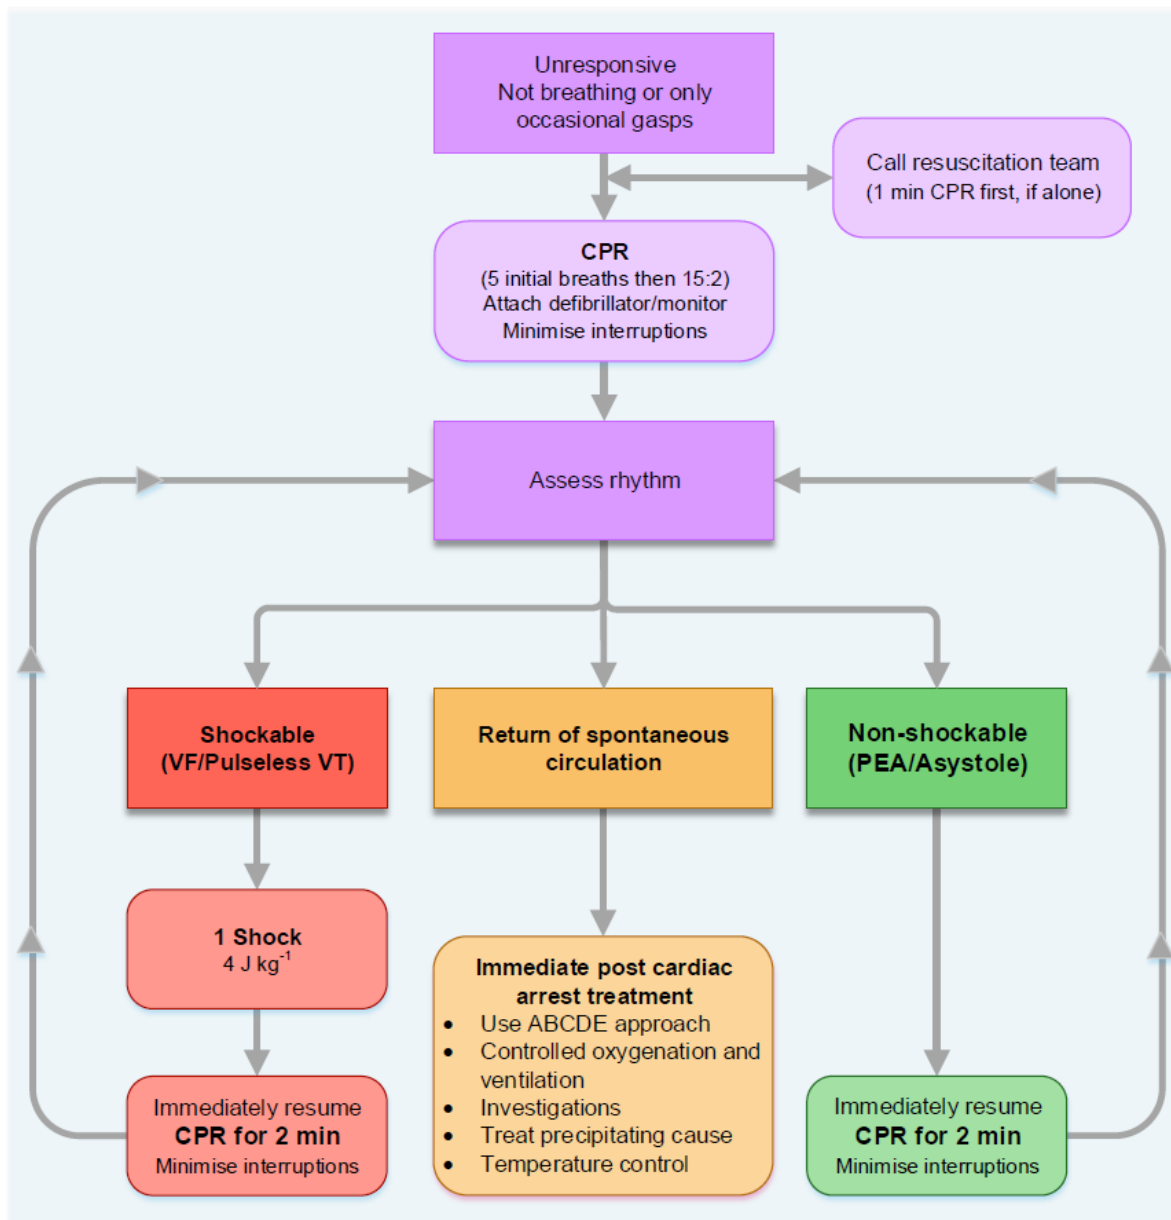 Unresponsive
Not breathing or only
occasional gasps
Call resuscitation team
(1 min CPR first, if alone)
CPR
(5 initial breaths then 15:2)
Attach defibrillator/monitor
Minimise interruptions
Assess rhythm
Shockable
(VF/Pulseless VT)
Return of spontaneous
circulation
Non-shockable
(PEA/Asystole)
1 Shock
4 J kg⁻¹
Immediate post cardiac
arrest treatment
• Use ABCDE approach
• Controlled oxygenation and
ventilation
• Investigations
• Treat precipitating cause
• Temperature control
Immediately resume
CPR for 2 min
Minimise interruptions
Immediately resume
CPR for 2 min
Minimise interruptions